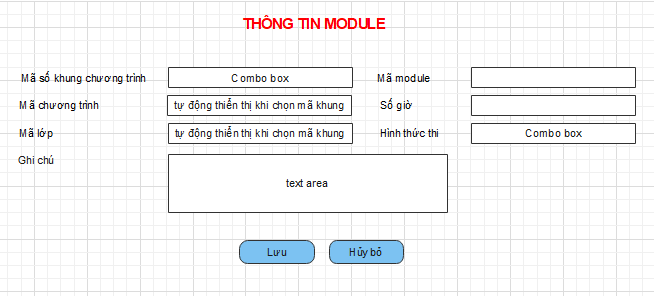 THÔNG TIN MODULE
Mã số khung chương trình Combo box Mã module
Mã chương trình tự động thiển thị khi chọn mã khung Số giờ
Mã lớp tự động thiển thị khi chọn mã khung Hình thức thi Combo box
Ghi chú
text area
Lưu Hủy bỏ